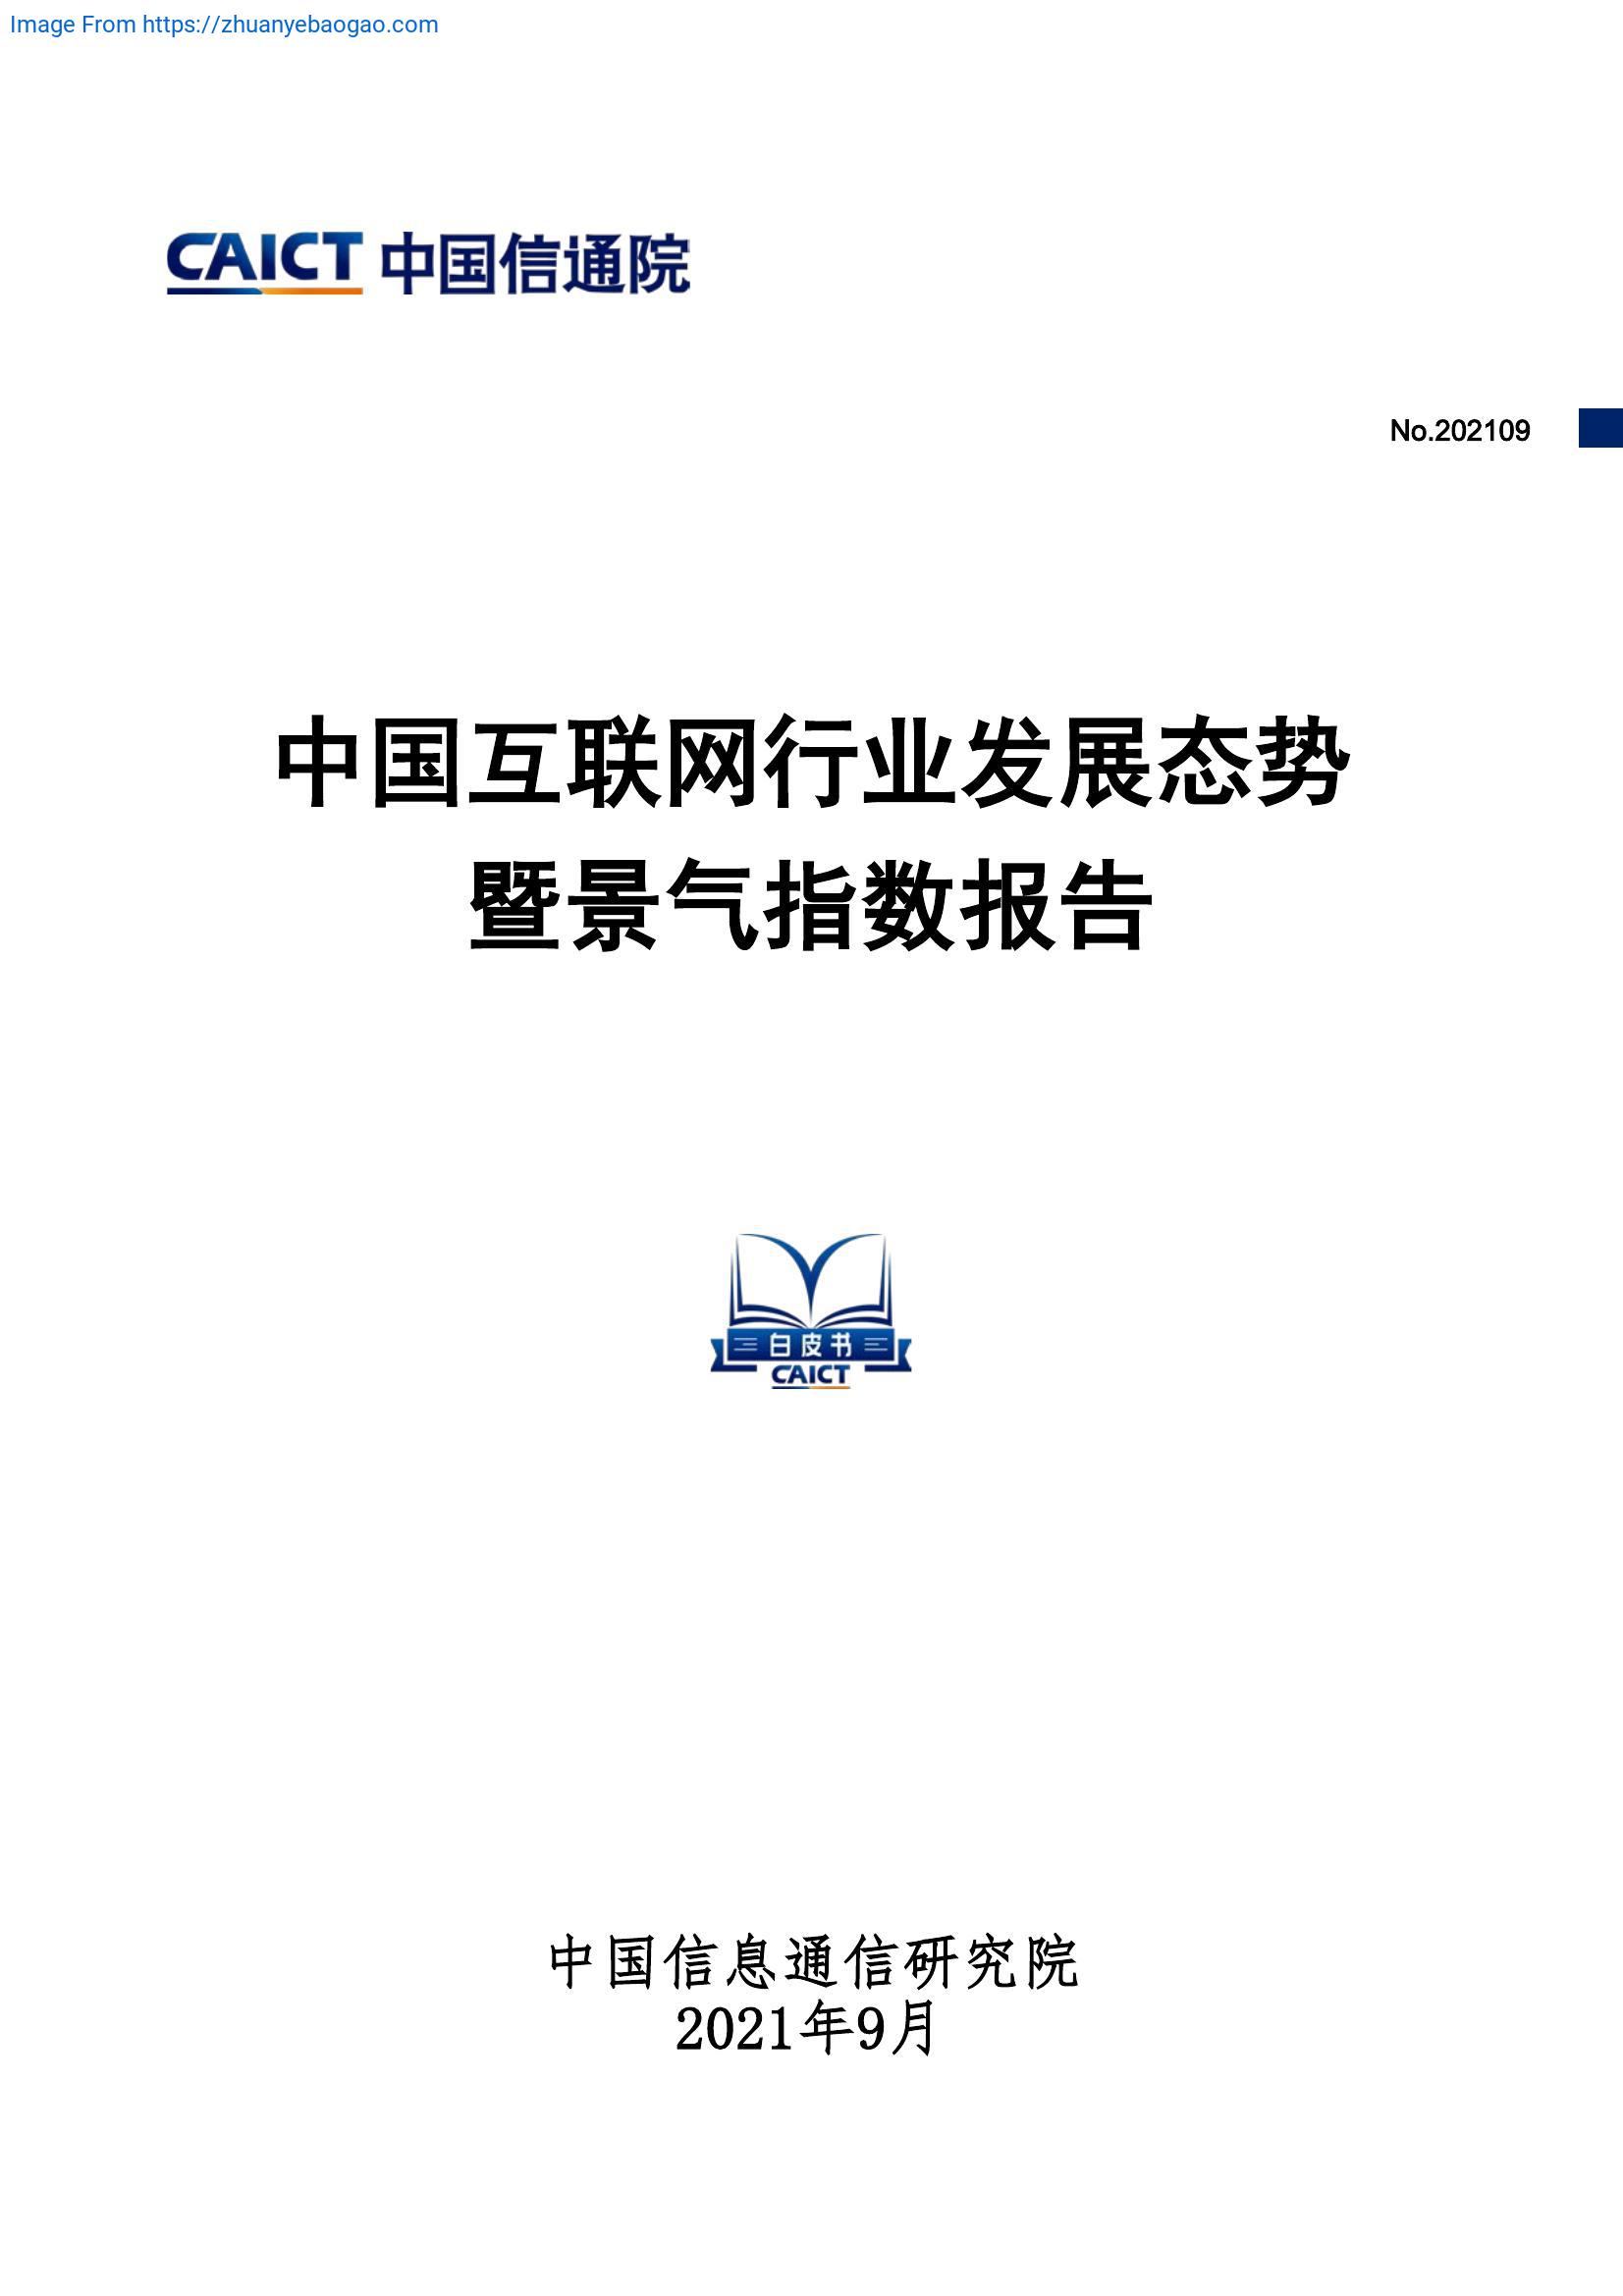 Image From https://zhuanyebaogao.com
CAICT 中国信通院
No.202109
中国互联网行业发展态势
暨景气指数报告
白皮书
CAICT
中国信息通信研究院
2021年9月